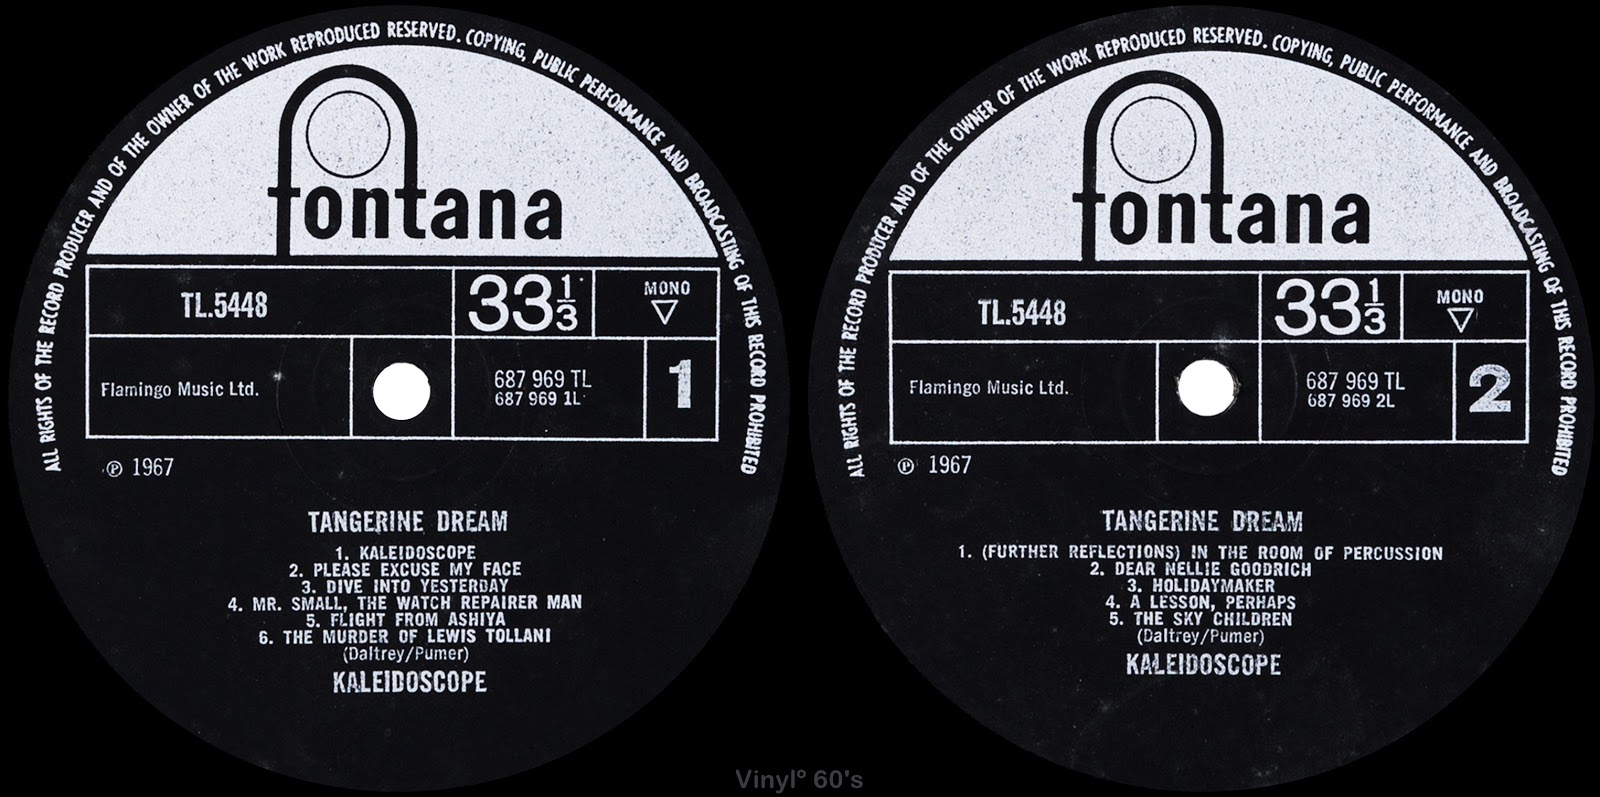 ALL RIGHTS OF THE RECORD PRODUCER AND OF THE OWNER OF THE WORK REPRODUCED RESERVED. COPYING, PUBLIC PERFORMANCE AND BROADCASTING OF THIS RECORD PROHIBITED
fontana
TL.5448
33 1/3
MONO
Flamingo Music Ltd.
687 969 TL
687 969 1L
1
℗ 1967
TANGERINE DREAM
1. KALEIDOSCOPE
2. PLEASE EXCUSE MY FACE
3. DIVE INTO YESTERDAY
4. MR. SMALL, THE WATCH REPAIRER MAN
5. FLIGHT FROM ASHIYA
6. THE MURDER OF LEWIS TOLLANI
(Daltrey/Pumer)
KALEIDOSCOPE
ALL RIGHTS OF THE RECORD PRODUCER AND OF THE OWNER OF THE WORK REPRODUCED RESERVED. COPYING, PUBLIC PERFORMANCE AND BROADCASTING OF THIS RECORD PROHIBITED
fontana
TL.5448
33 1/3
MONO
Flamingo Music Ltd.
687 969 TL
687 969 2L
2
℗ 1967
TANGERINE DREAM
1. (FURTHER REFLECTIONS) IN THE ROOM OF PERCUSSION
2. DEAR NELLIE GOODRICH
3. HOLIDAYMAKER
4. A LESSON, PERHAPS
5. THE SKY CHILDREN
(Daltrey/Pumer)
KALEIDOSCOPE
Vinyl° 60's